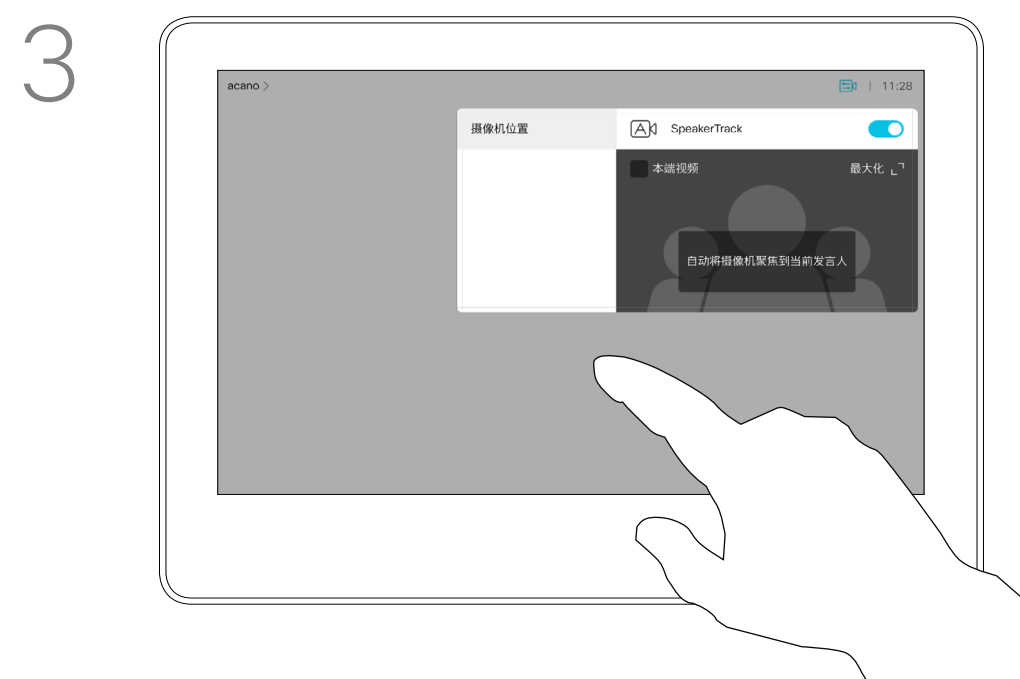 3
acano >
| 11:28
摄像机位置
SpeakerTrack
本端视频
最大化
自动将摄像机聚焦到当前发言人